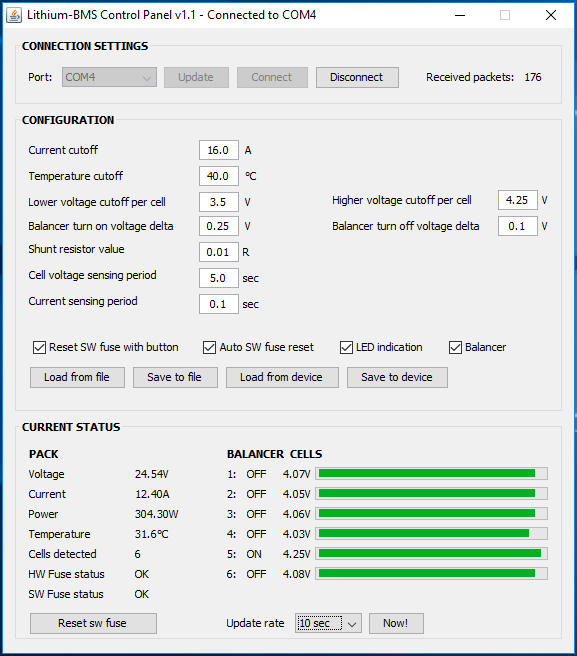 Lithium-BMS Control Panel v1.1 - Connected to COM4
CONNECTION SETTINGS
Port: COM4 Update Connect Disconnect Received packets: 176
CONFIGURATION
Current cutoff 16.0 A
Temperature cutoff 40.0 °C
Lower voltage cutoff per cell 3.5 V Higher voltage cutoff per cell 4.25 V
Balancer turn on voltage delta 0.25 V Balancer turn off voltage delta 0.1 V
Shunt resistor value 0.01 R
Cell voltage sensing period 5.0 sec
Current sensing period 0.1 sec
Reset SW fuse with button Auto SW fuse reset LED indication Balancer
Load from file Save to file Load from device Save to device
CURRENT STATUS
PACK BALANCER CELLS
Voltage 24.54V 1: OFF 4.07V
Current 12.40A 2: OFF 4.05V
Power 304.30W 3: OFF 4.06V
Temperature 31.6°C 4: OFF 4.03V
Cells detected 6 5: ON 4.25V
HW Fuse status OK 6: OFF 4.08V
SW Fuse status OK
Reset sw fuse Update rate 10 sec Now!